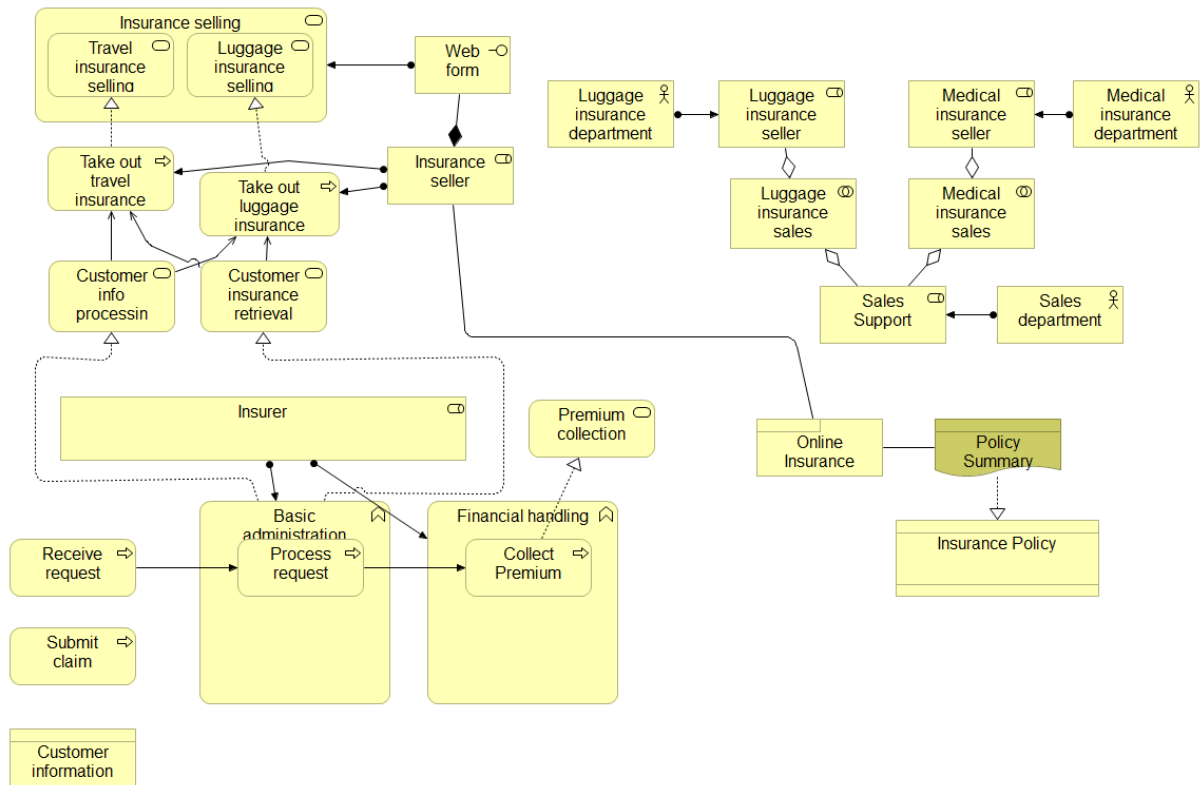 Insurance selling
Travel
insurance
selling
Luggage
insurance
selling
Web
form
Luggage
insurance
department
Luggage
insurance
seller
Medical
insurance
seller
Medical
insurance
department
Take out
travel
insurance
Take out
luggage
insurance
Insurance
seller
Luggage
insurance
sales
Medical
insurance
sales
Customer
info
processin
Customer
insurance
retrieval
Sales
Support
Sales
department
Insurer
Premium
collection
Online
Insurance
Policy
Summary
Basic
administration
Financial handling
Insurance Policy
Receive
request
Process
request
Collect
Premium
Submit
claim
Customer
information